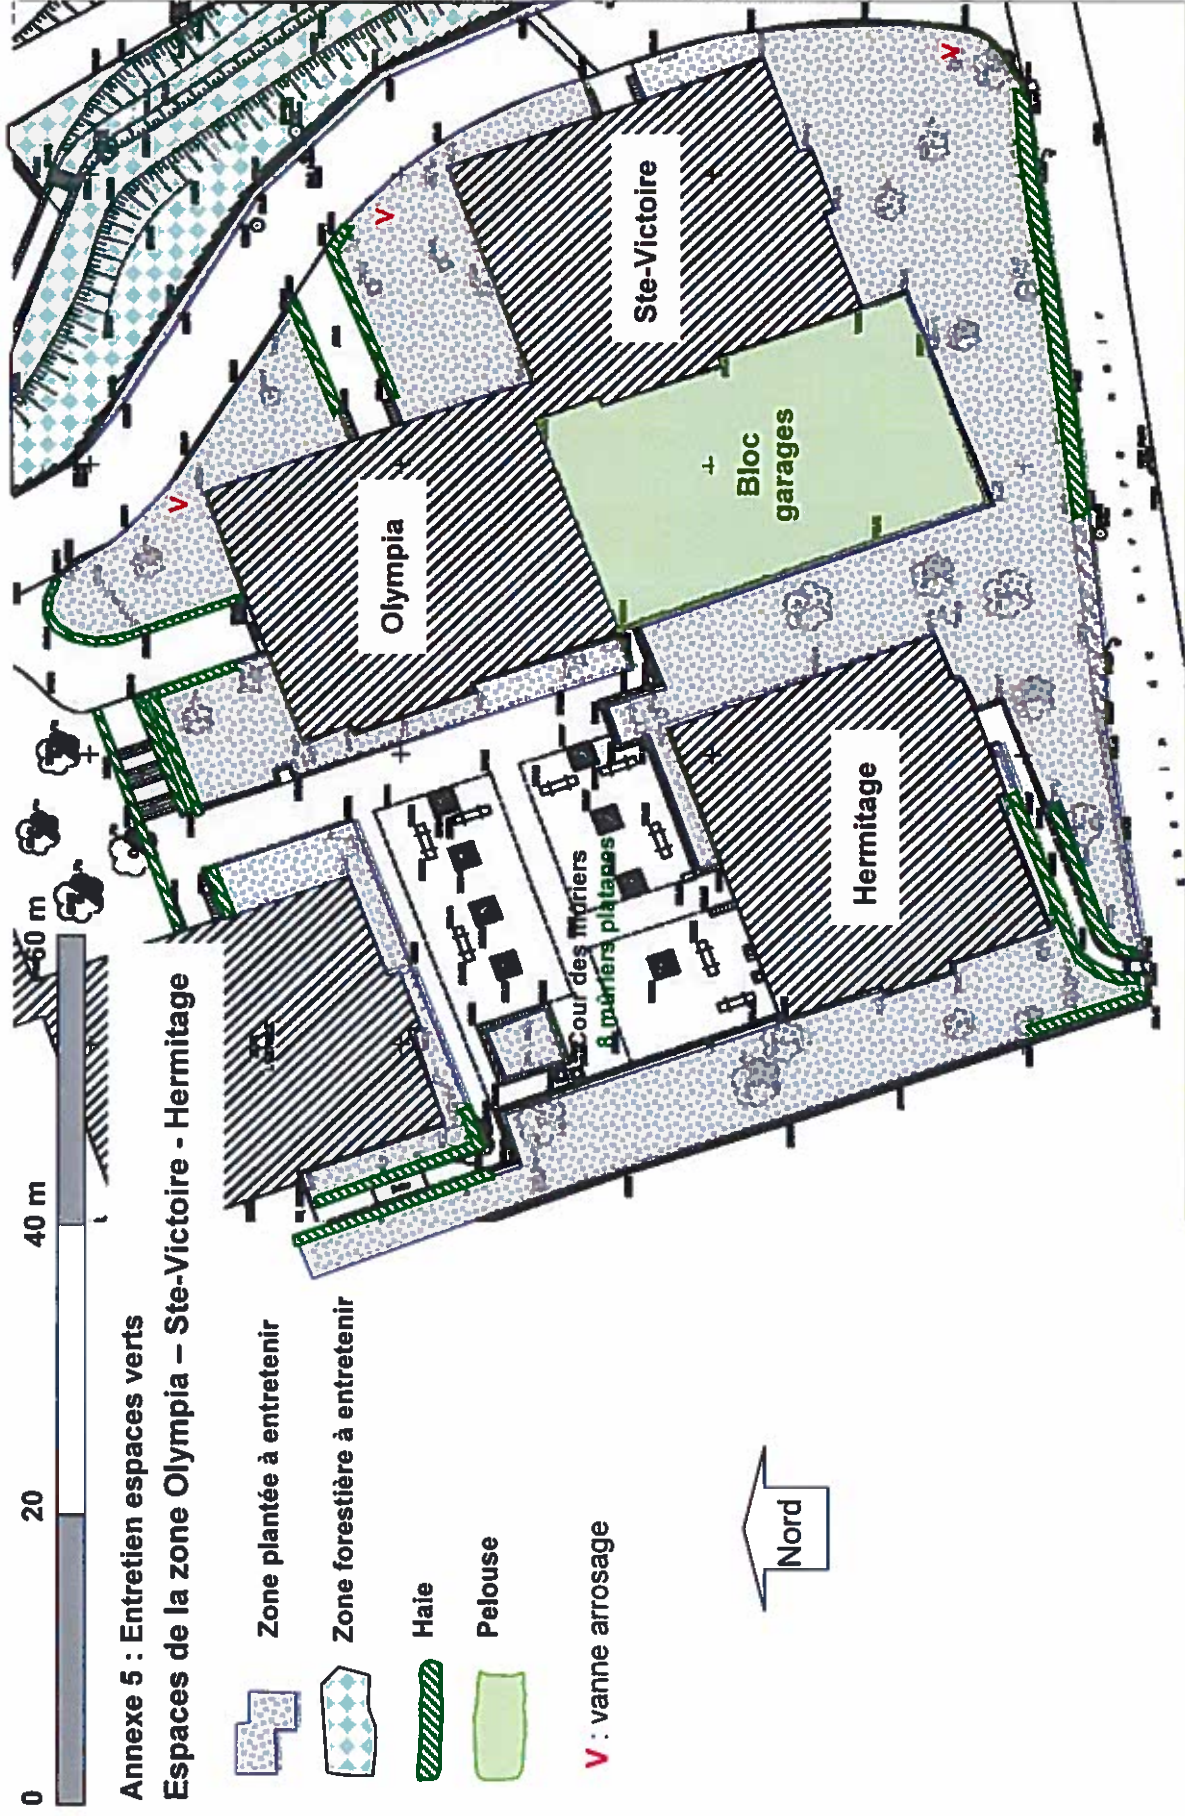 0 20 40 m 60 m
Annexe 5 : Entretien espaces verts
Espaces de la zone Olympia – Ste-Victoire - Hermitage
Zone plantée à entretenir
Zone forestière à entretenir
Haie
Pelouse
V : vanne arrosage
Nord
Olympia
Ste-Victoire
Bloc
garages
Hermitage
Cour des mûriers
8 mûriers platanes
V
V
V